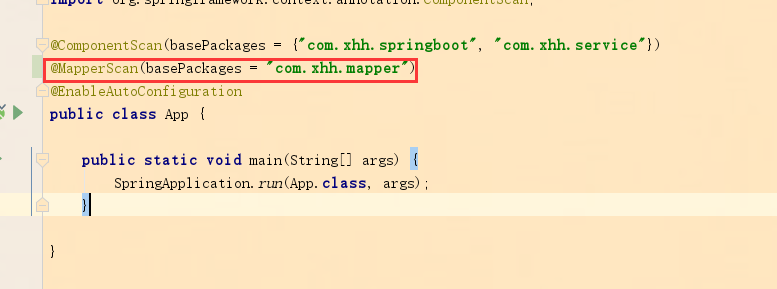 import org.springframework.context.annotation.ComponentScan;
@ComponentScan(basePackages = {"com.xhh.springboot", "com.xhh.service"})
@MapperScan(basePackages = "com.xhh.mapper")
@EnableAutoConfiguration
public class App {
public static void main(String[] args) {
SpringApplication.run(App.class, args);
}
}